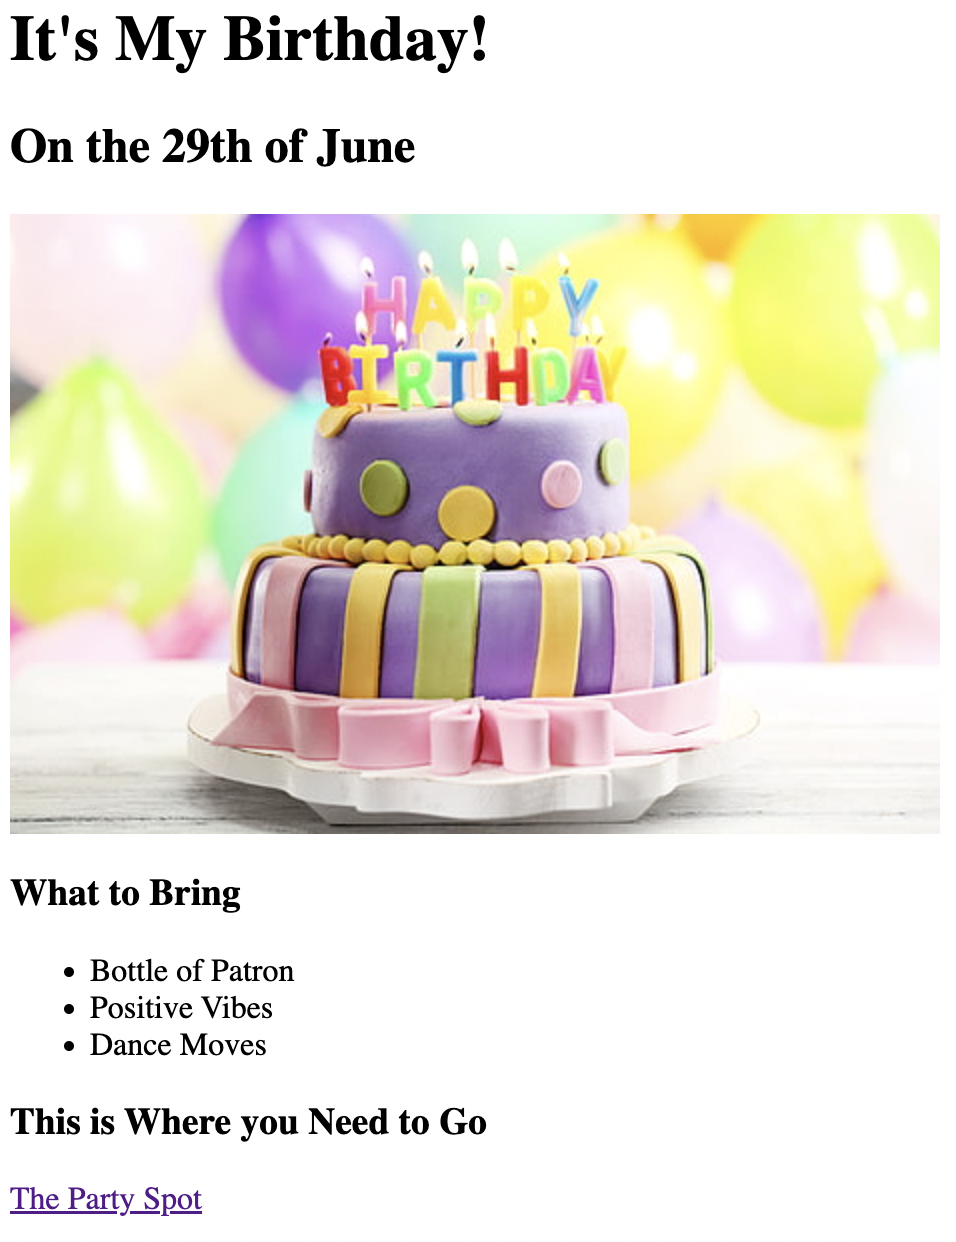 It's My Birthday!
On the 29th of June
HAPPY
BIRTHDAY
What to Bring
Bottle of Patron
Positive Vibes
Dance Moves
This is Where you Need to Go
The Party Spot